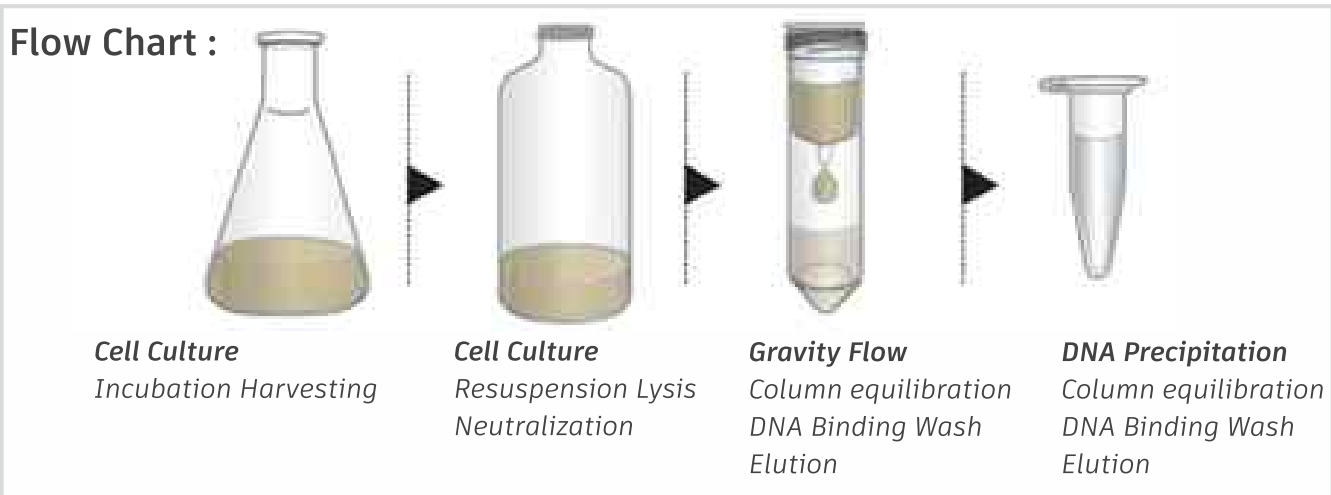 Flow Chart :
Cell Culture
Incubation Harvesting
Cell Culture
Resuspension Lysis
Neutralization
Gravity Flow
Column equilibration
DNA Binding Wash
Elution
DNA Precipitation
Column equilibration
DNA Binding Wash
Elution